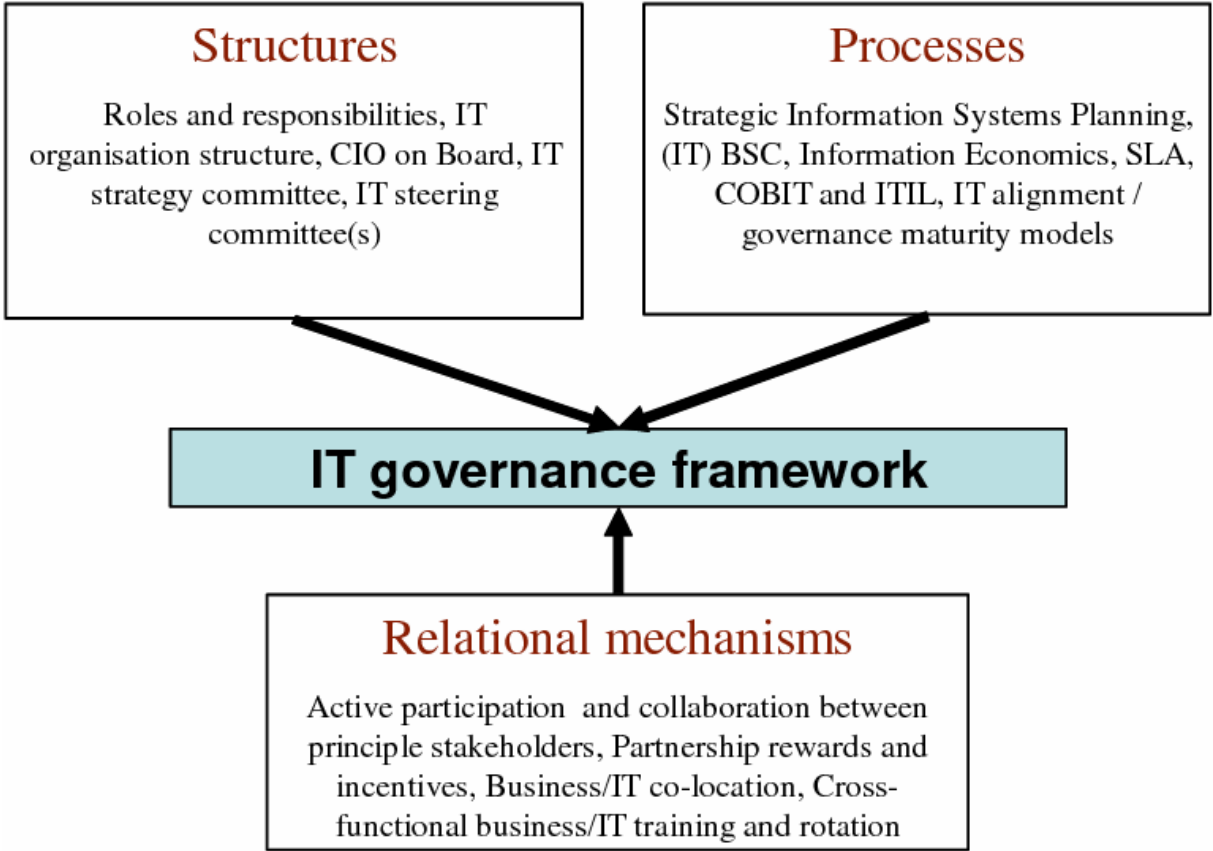 Structures
Roles and responsibilities, IT
organisation structure, CIO on Board, IT
strategy committee, IT steering
committee(s)
Processes
Strategic Information Systems Planning,
(IT) BSC, Information Economics, SLA,
COBIT and ITIL, IT alignment /
governance maturity models
IT governance framework
Relational mechanisms
Active participation  and collaboration between
principle stakeholders, Partnership rewards and
incentives, Business/IT co-location, Cross-
functional business/IT training and rotation